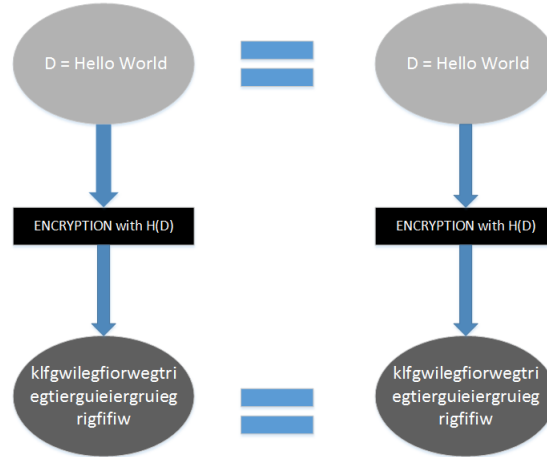 D = Hello World
D = Hello World
ENCRYPTION with H(D)
ENCRYPTION with H(D)
klfgwilegfiorwegtri
egtierguieiergruieg
rigfifiw
klfgwilegfiorwegtri
egtierguieiergruieg
rigfifiw